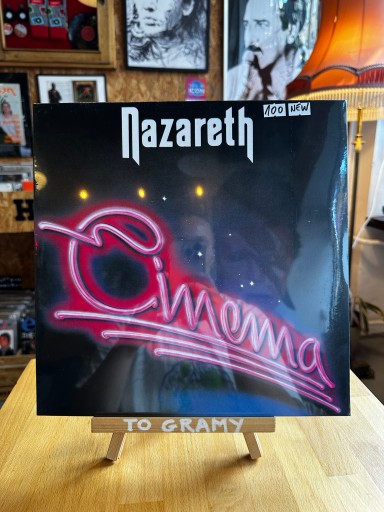 Nazareth
100 NEW
Cinema
TO GRAMY